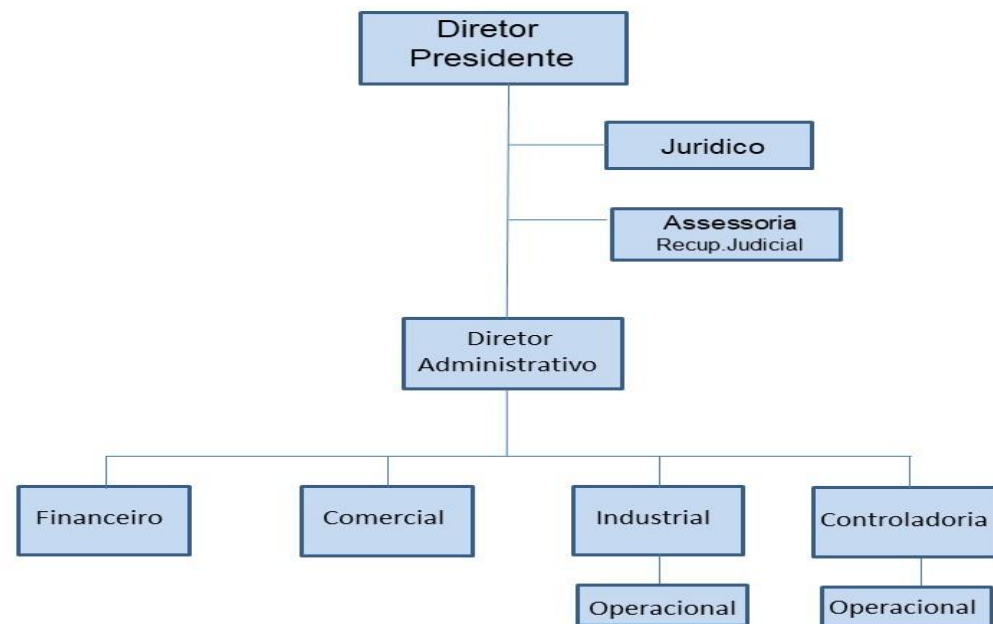 Diretor
Presidente
Juridico
Assessoria
Recup.Judicial
Diretor
Administrativo
Financeiro
Comercial
Industrial
Controladoria
Operacional
Operacional